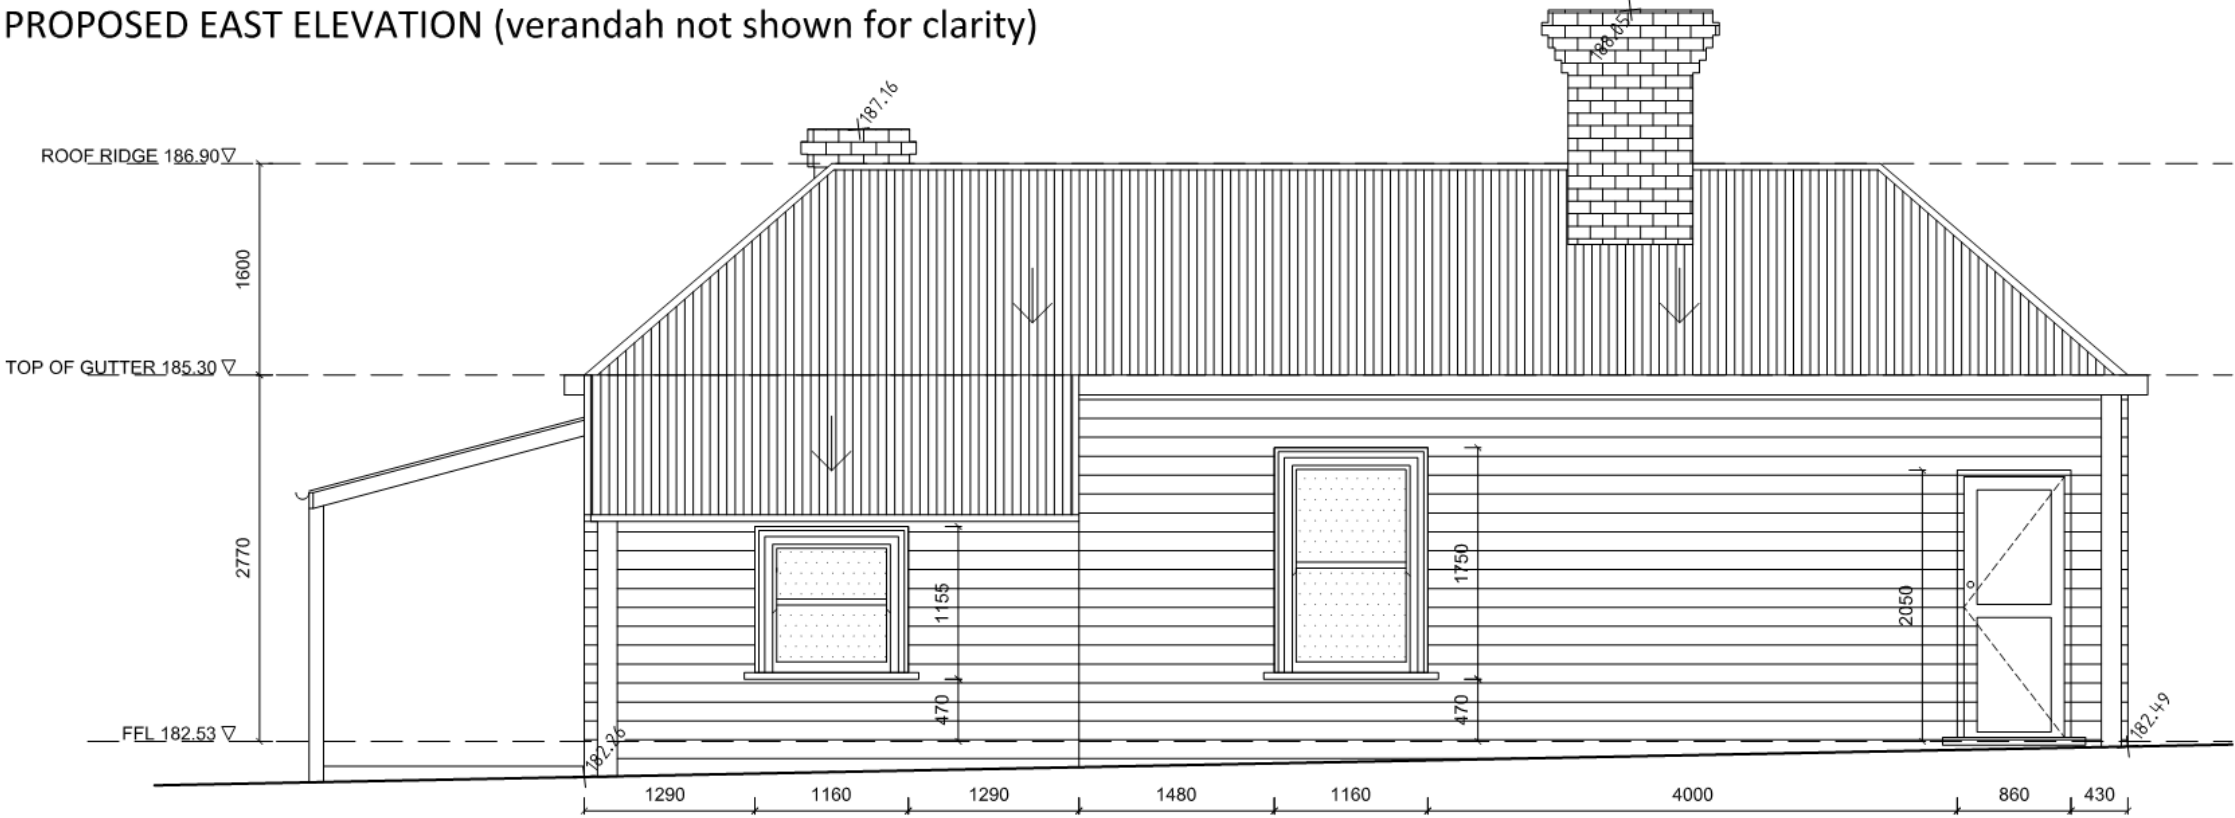 PROPOSED EAST ELEVATION (verandah not shown for clarity)
188.05
187.16
ROOF RIDGE 186.90
1600
TOP OF GUTTER 185.30
2770
1155
1750
2050
470
470
FFL 182.53
182.26
182.49
1290 1160 1290 1480 1160 4000 860 430